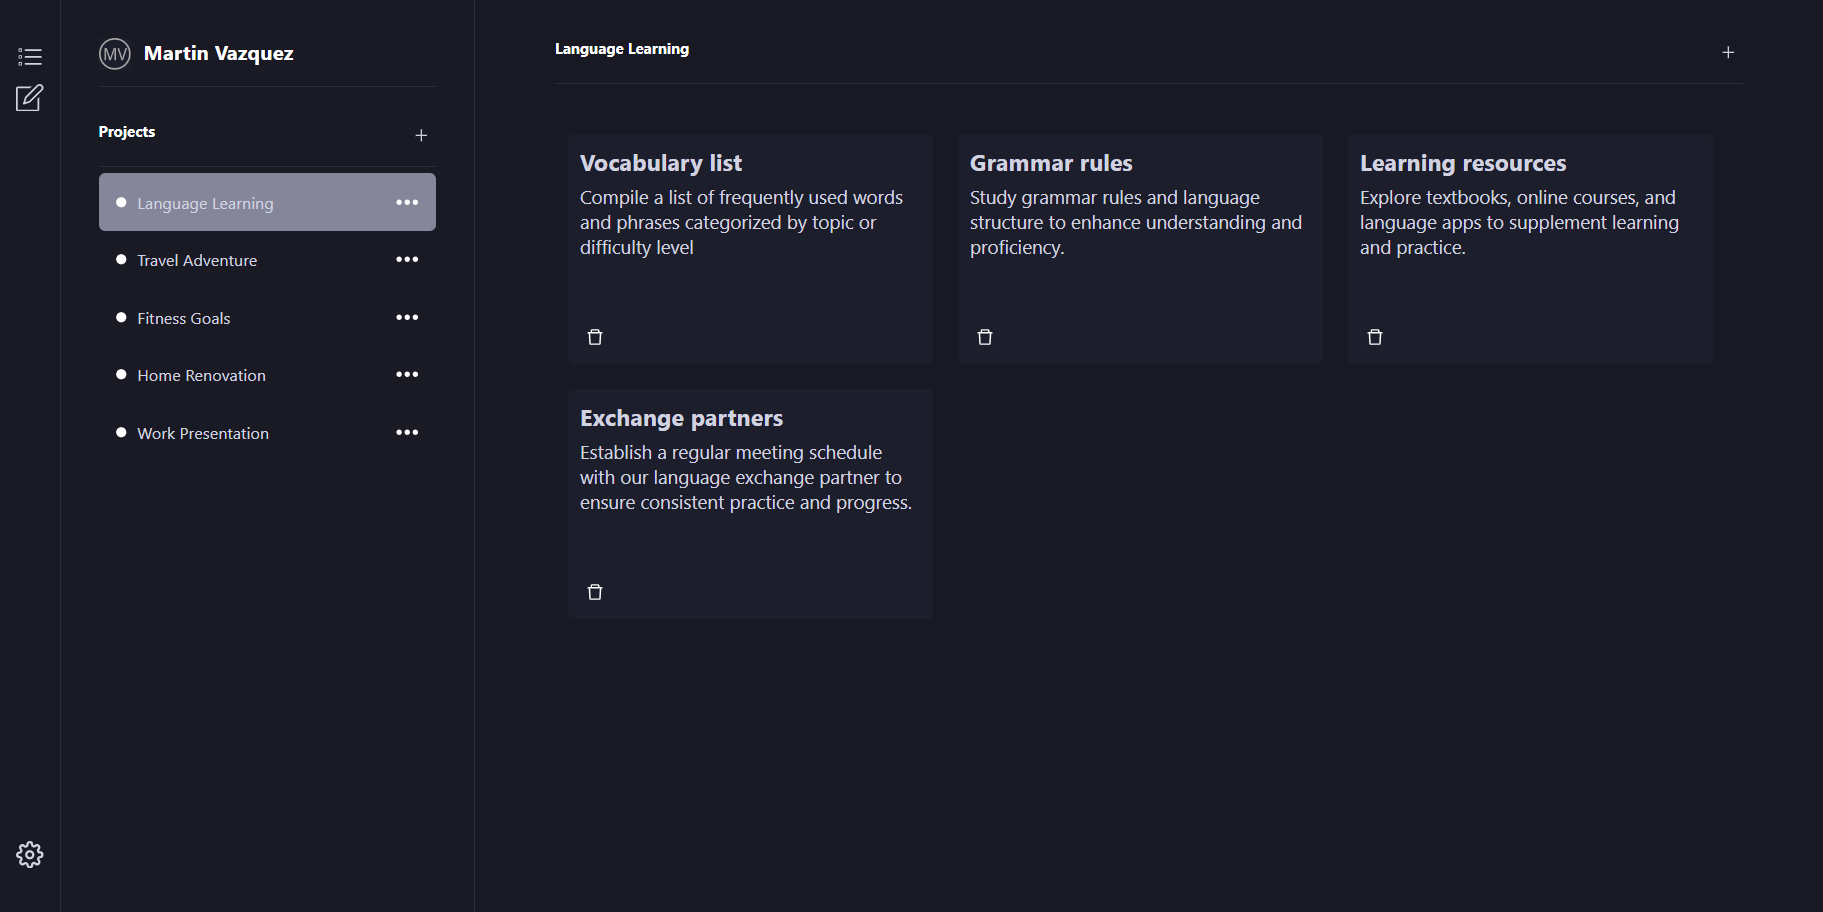 MV Martin Vazquez
Projects
Language Learning
Travel Adventure
Fitness Goals
Home Renovation
Work Presentation
Language Learning
Vocabulary list
Compile a list of frequently used words
and phrases categorized by topic or
difficulty level
Grammar rules
Study grammar rules and language
structure to enhance understanding and
proficiency.
Learning resources
Explore textbooks, online courses, and
language apps to supplement learning
and practice.
Exchange partners
Establish a regular meeting schedule
with our language exchange partner to
ensure consistent practice and progress.